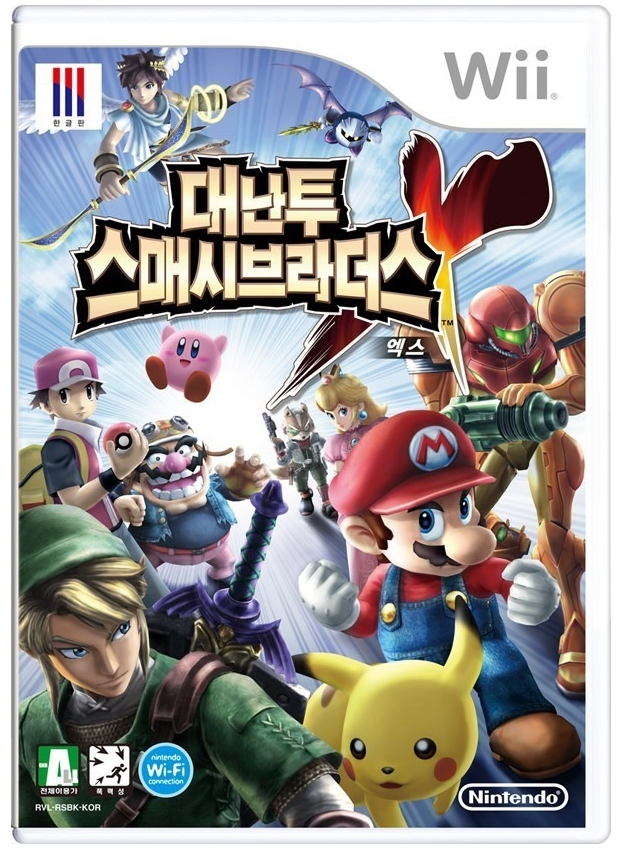 Wii
한글판
대난투
스매시브라더스
X
TM
엑스
M
A
전체이용가
폭력성
nintendo
Wi-Fi
connection
RVL-RSBK-KOR
Nintendo®